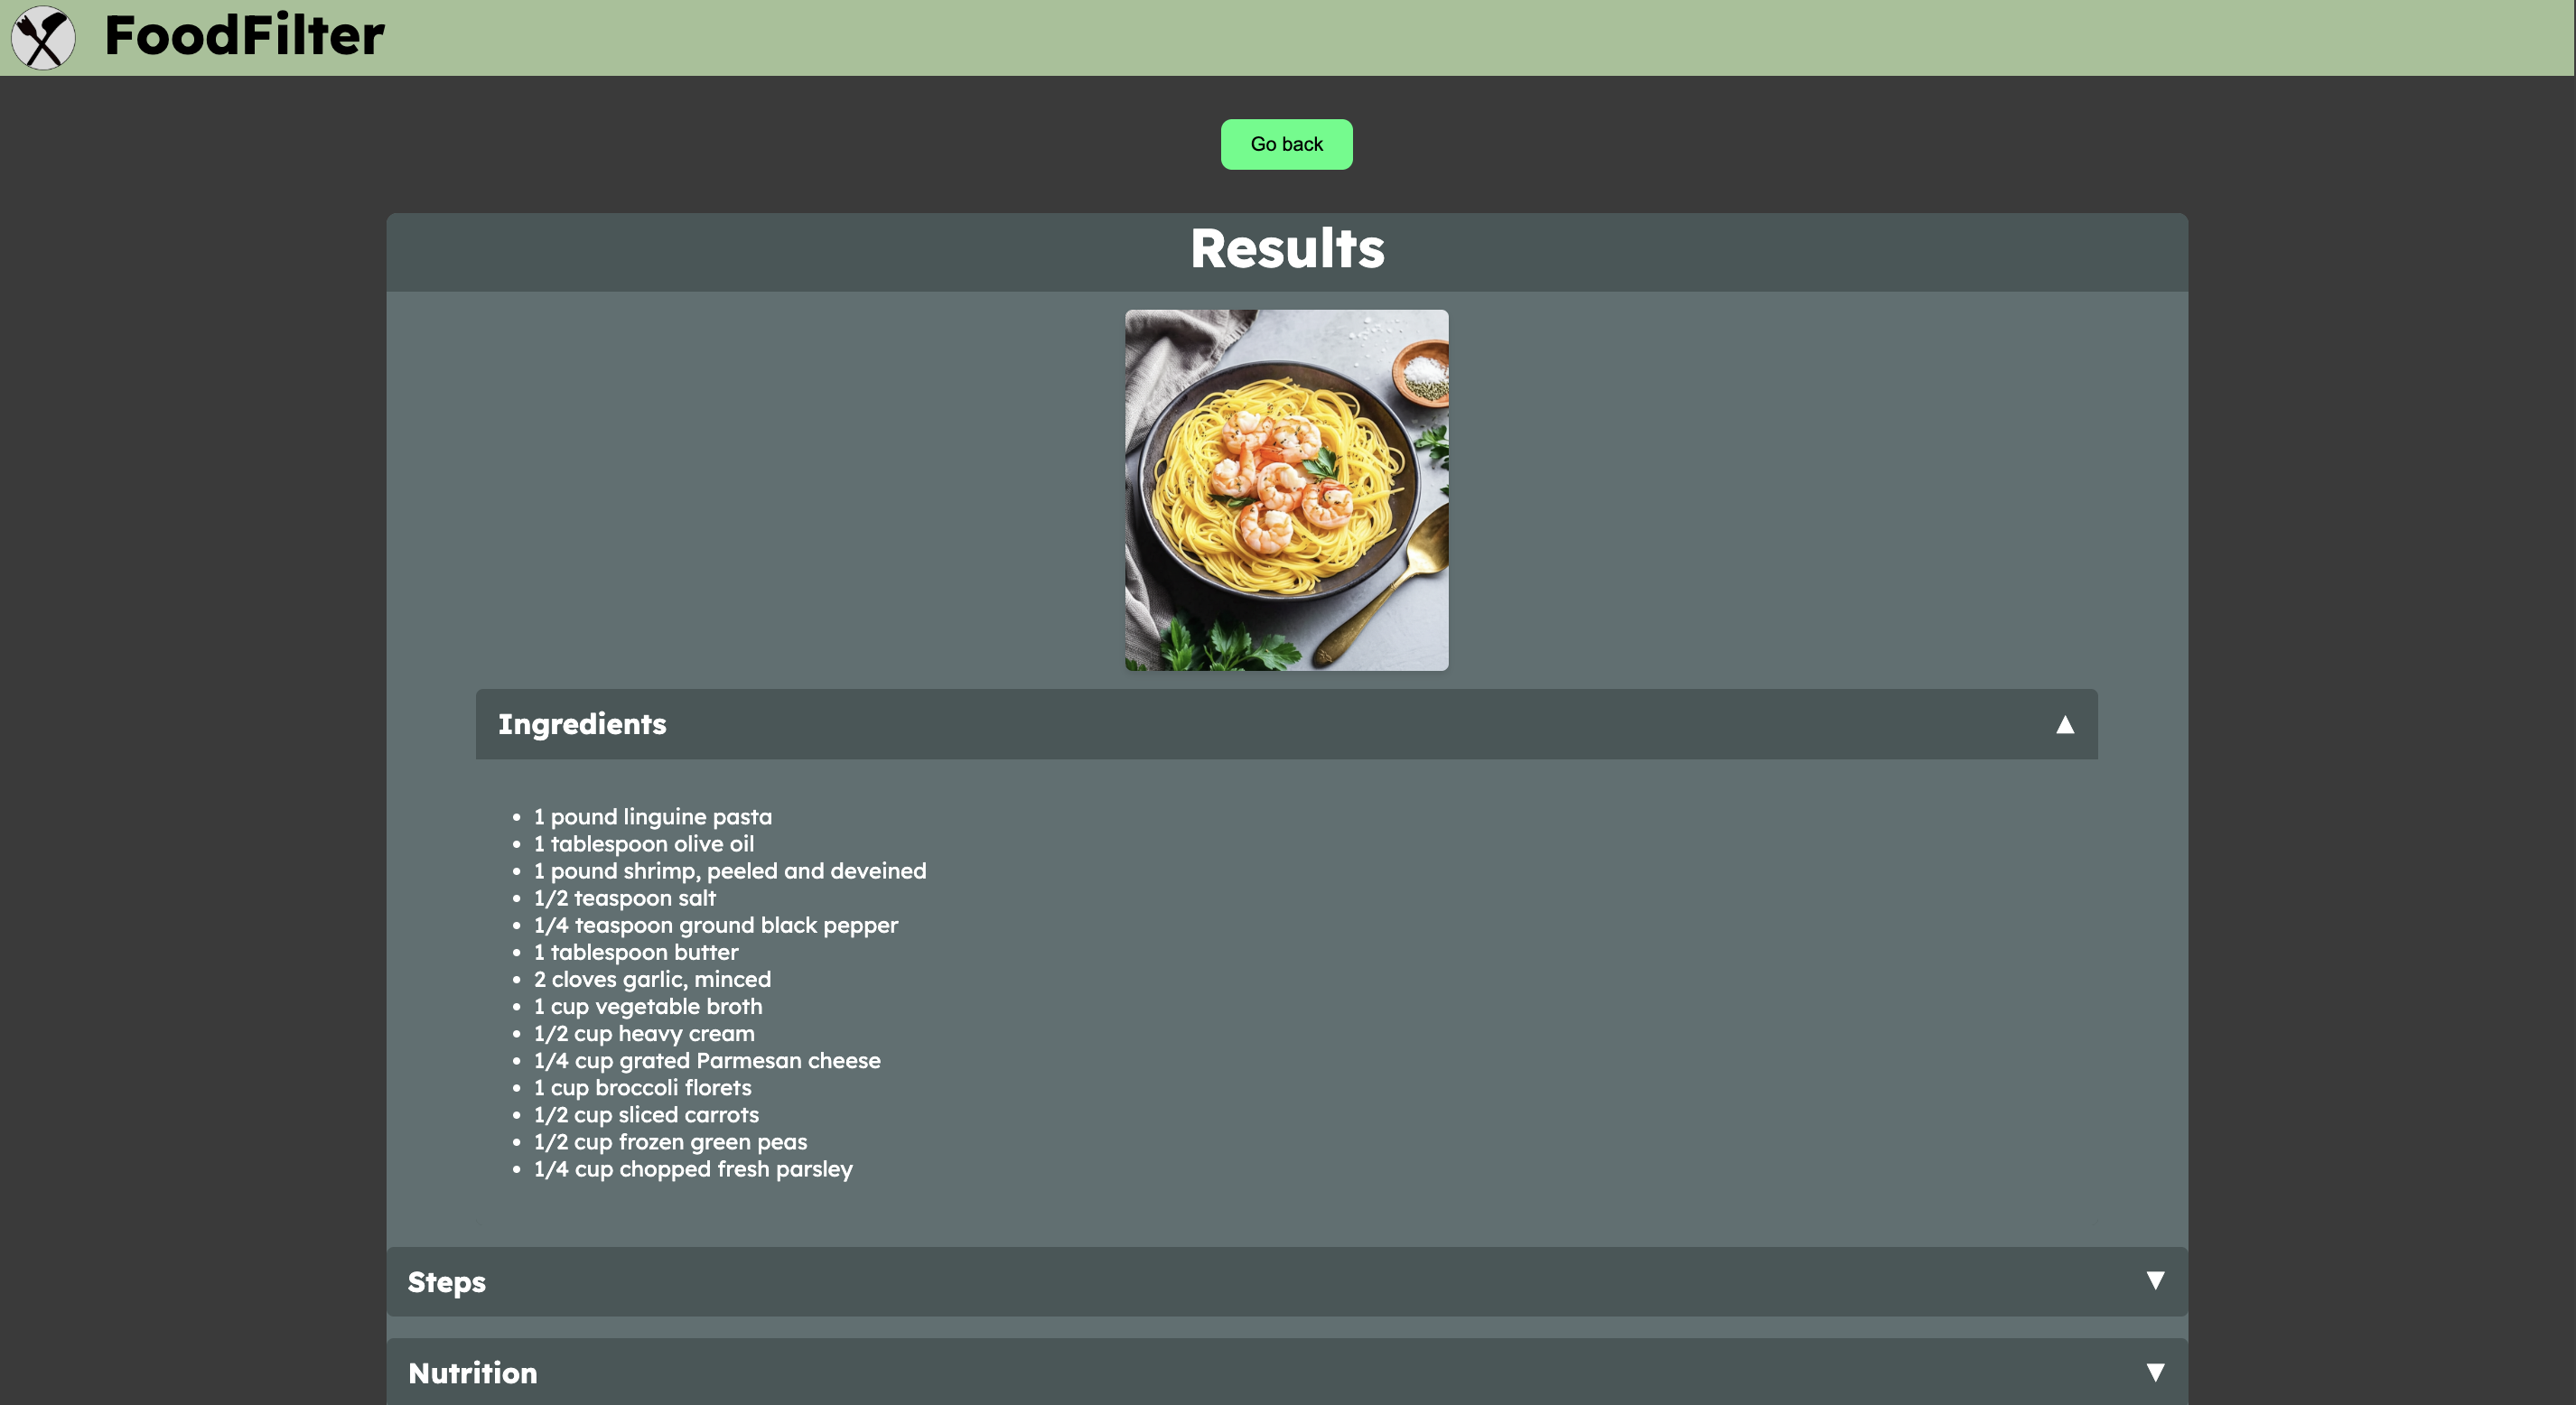 FoodFilter
Go back
Results
Ingredients ▲
• 1 pound linguine pasta
• 1 tablespoon olive oil
• 1 pound shrimp, peeled and deveined
• 1/2 teaspoon salt
• 1/4 teaspoon ground black pepper
• 1 tablespoon butter
• 2 cloves garlic, minced
• 1 cup vegetable broth
• 1/2 cup heavy cream
• 1/4 cup grated Parmesan cheese
• 1 cup broccoli florets
• 1/2 cup sliced carrots
• 1/2 cup frozen green peas
• 1/4 cup chopped fresh parsley
Steps ▼
Nutrition ▼